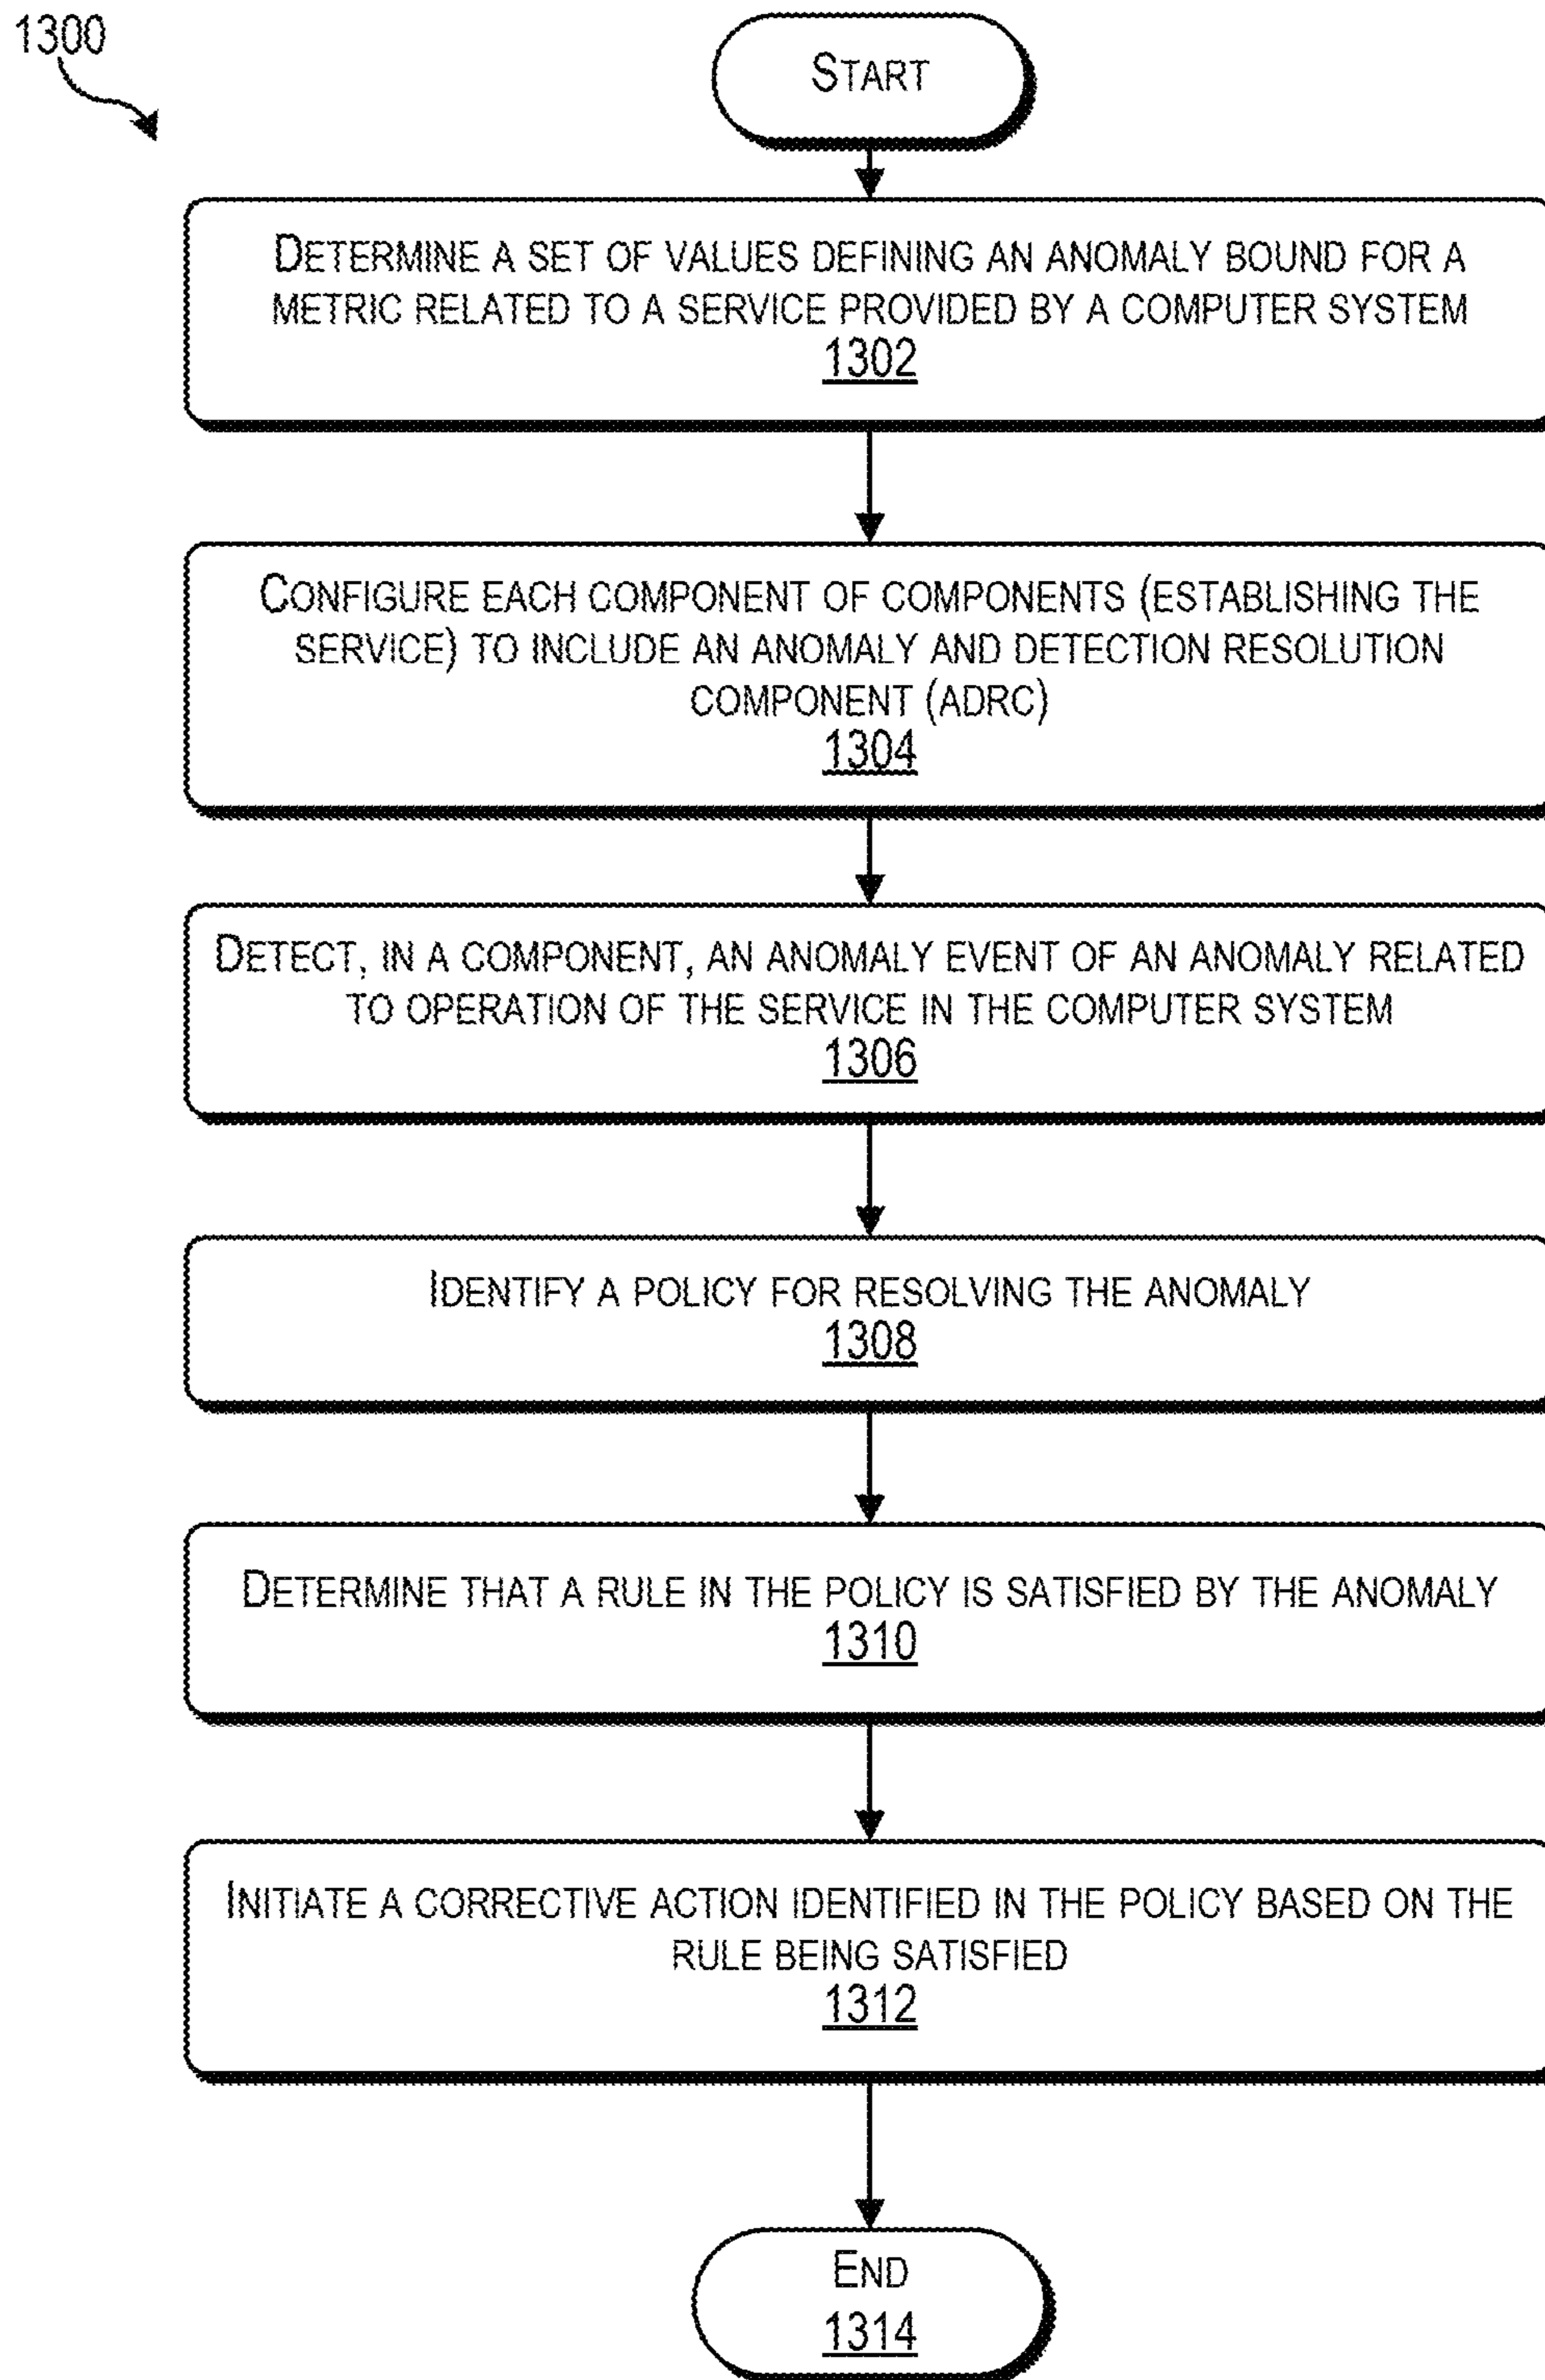 1300
START
DETERMINE A SET OF VALUES DEFINING AN ANOMALY BOUND FOR A
METRIC RELATED TO A SERVICE PROVIDED BY A COMPUTER SYSTEM
1302
CONFIGURE EACH COMPONENT OF COMPONENTS (ESTABLISHING THE
SERVICE) TO INCLUDE AN ANOMALY AND DETECTION RESOLUTION
COMPONENT (ADRC)
1304
DETECT, IN A COMPONENT, AN ANOMALY EVENT OF AN ANOMALY RELATED
TO OPERATION OF THE SERVICE IN THE COMPUTER SYSTEM
1306
IDENTIFY A POLICY FOR RESOLVING THE ANOMALY
1308
DETERMINE THAT A RULE IN THE POLICY IS SATISFIED BY THE ANOMALY
1310
INITIATE A CORRECTIVE ACTION IDENTIFIED IN THE POLICY BASED ON THE
RULE BEING SATISFIED
1312
END
1314